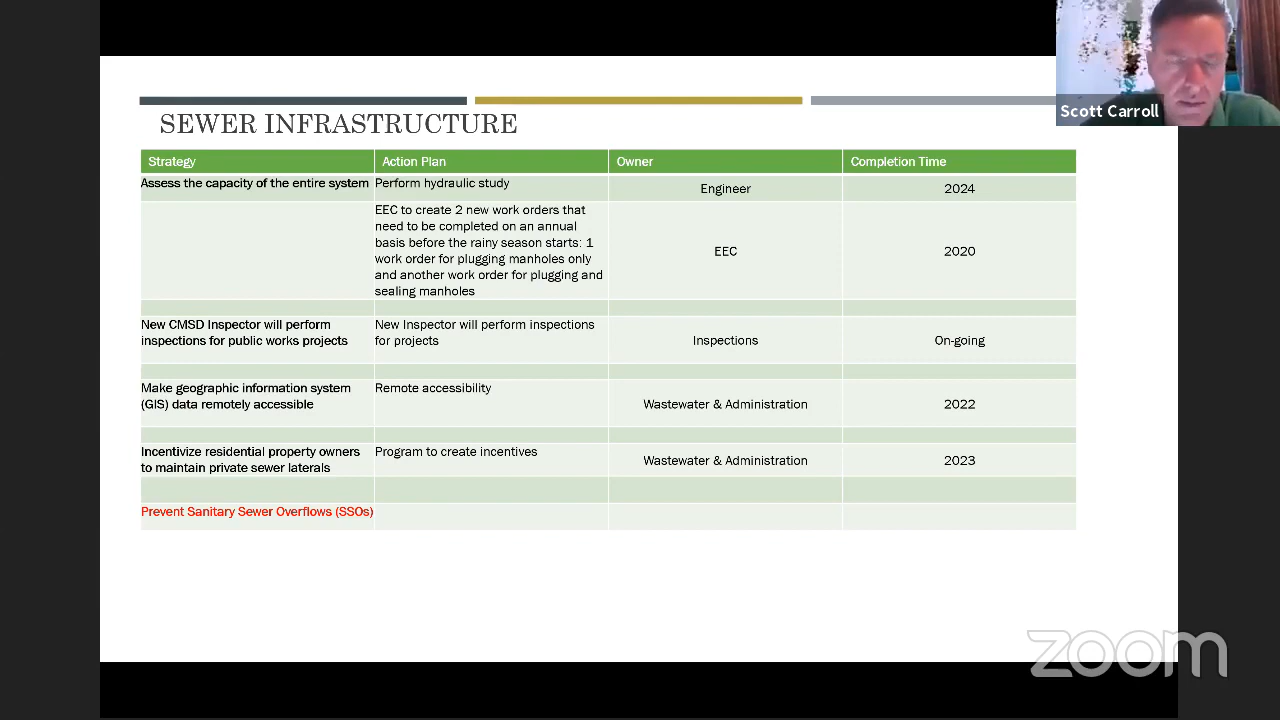 Scott Carroll
SEWER INFRASTRUCTURE
Strategy
Action Plan
Owner
Completion Time
Assess the capacity of the entire system
Perform hydraulic study
Engineer
2024
EEC to create 2 new work orders that
need to be completed on an annual
basis before the rainy season starts: 1
work order for plugging manholes only
and another work order for plugging and
sealing manholes
EEC
2020
New CMSD Inspector will perform
inspections for public works projects
New Inspector will perform inspections
for projects
Inspections
On-going
Make geographic information system
(GIS) data remotely accessible
Remote accessibility
Wastewater & Administration
2022
Incentivize residential property owners
to maintain private sewer laterals
Program to create incentives
Wastewater & Administration
2023
Prevent Sanitary Sewer Overflows (SSOs)
zoom